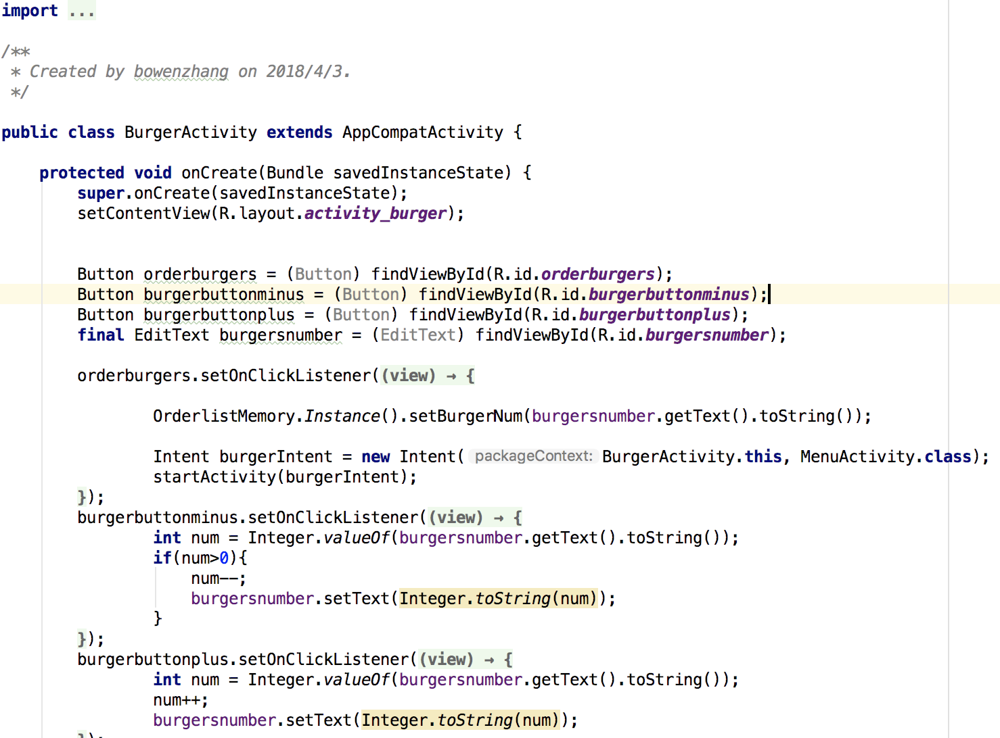 import ...
/**
 * Created by bowenzhang on 2018/4/3.
 */
public class BurgerActivity extends AppCompatActivity {
    protected void onCreate(Bundle savedInstanceState) {
        super.onCreate(savedInstanceState);
        setContentView(R.layout.activity_burger);
        Button orderburgers = (Button) findViewById(R.id.orderburgers);
        Button burgerbuttonminus = (Button) findViewById(R.id.burgerbuttonminus);
        Button burgerbuttonplus = (Button) findViewById(R.id.burgerbuttonplus);
        final EditText burgersnumber = (EditText) findViewById(R.id.burgersnumber);
        orderburgers.setOnClickListener((view) → {
                OrderlistMemory.Instance().setBurgerNum(burgersnumber.getText().toString());
                Intent burgerIntent = new Intent( packageContext: BurgerActivity.this, MenuActivity.class);
                startActivity(burgerIntent);
        });
        burgerbuttonminus.setOnClickListener((view) → {
                int num = Integer.valueOf(burgersnumber.getText().toString());
                if(num>0){
                    num--;
                    burgersnumber.setText(Integer.toString(num));
                }
        });
        burgerbuttonplus.setOnClickListener((view) → {
                int num = Integer.valueOf(burgersnumber.getText().toString());
                num++;
                burgersnumber.setText(Integer.toString(num));
        });